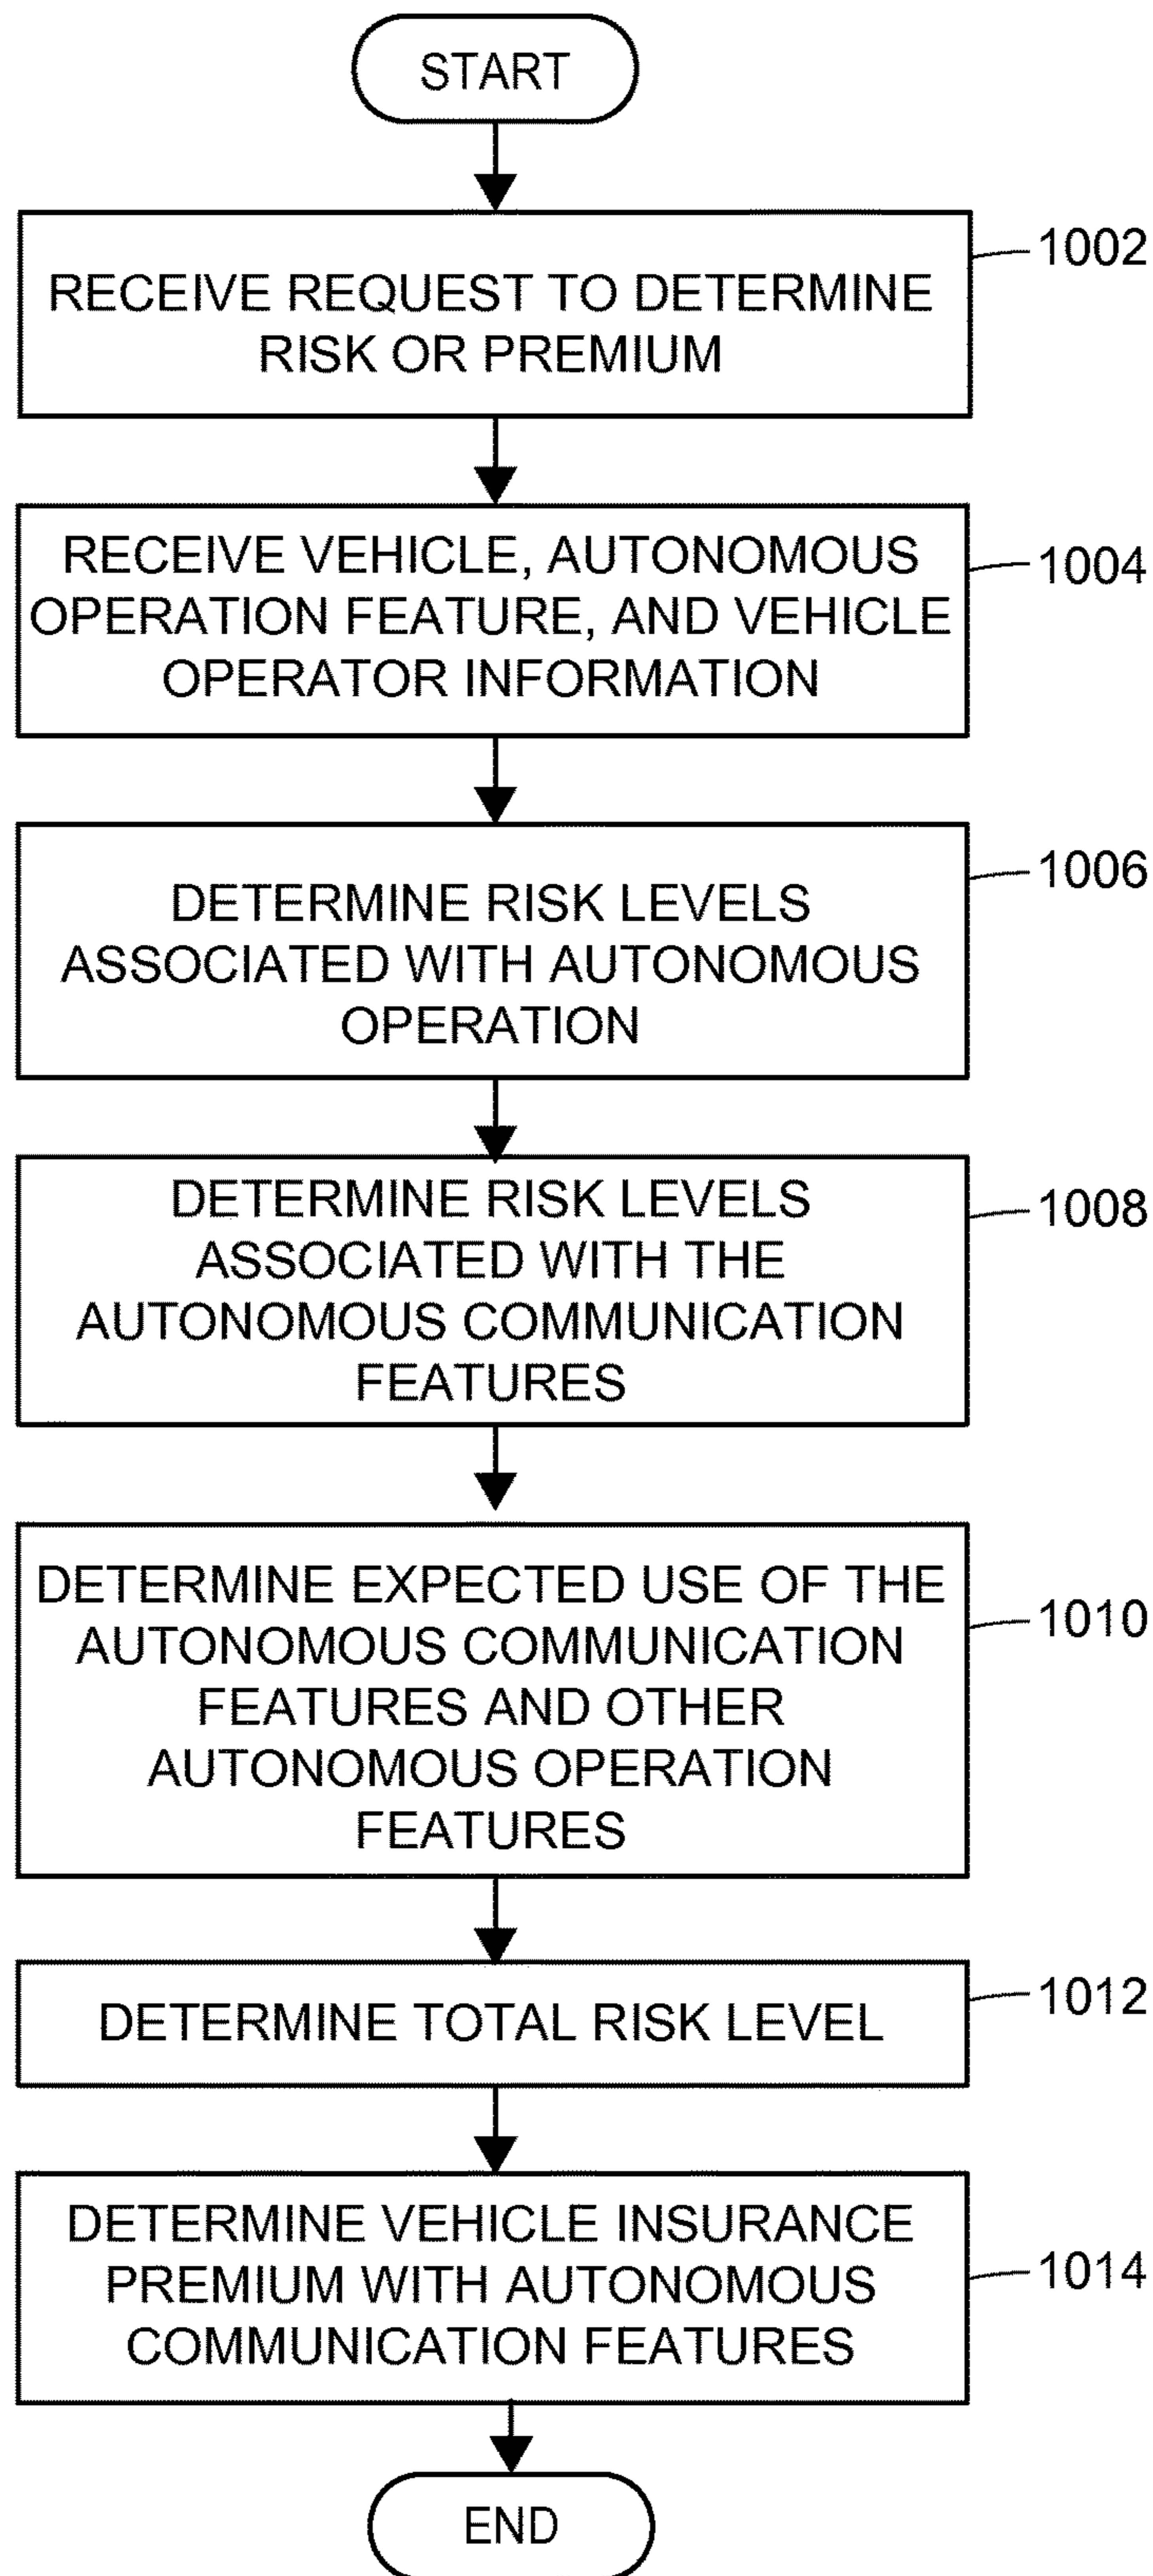 START
RECEIVE REQUEST TO DETERMINE
RISK OR PREMIUM
1002
RECEIVE VEHICLE, AUTONOMOUS
OPERATION FEATURE, AND VEHICLE
OPERATOR INFORMATION
1004
DETERMINE RISK LEVELS
ASSOCIATED WITH AUTONOMOUS
OPERATION
1006
DETERMINE RISK LEVELS
ASSOCIATED WITH THE
AUTONOMOUS COMMUNICATION
FEATURES
1008
DETERMINE EXPECTED USE OF THE
AUTONOMOUS COMMUNICATION
FEATURES AND OTHER
AUTONOMOUS OPERATION
FEATURES
1010
DETERMINE TOTAL RISK LEVEL
1012
DETERMINE VEHICLE INSURANCE
PREMIUM WITH AUTONOMOUS
COMMUNICATION FEATURES
1014
END